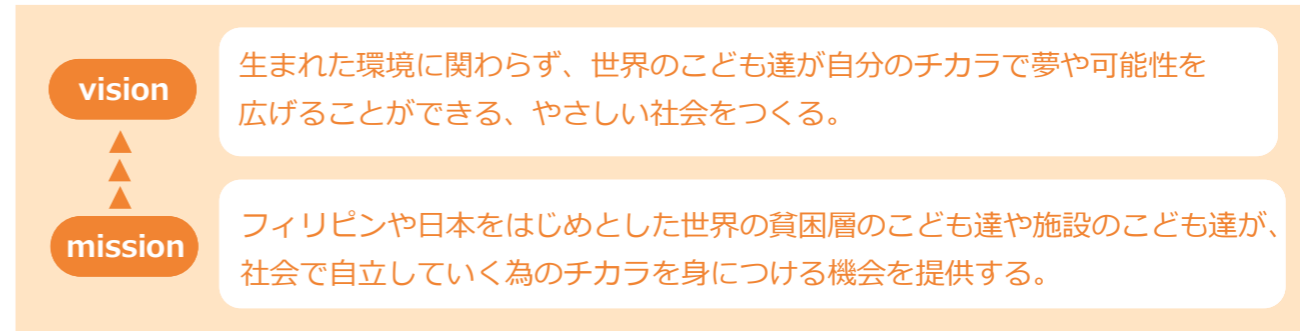 vision
生まれた環境に関わらず、世界のこども達が自分のチカラで夢や可能性を
広げることができる、やさしい社会をつくる。
mission
フィリピンや日本をはじめとした世界の貧困層のこども達や施設のこども達が、
社会で自立していく為のチカラを身につける機会を提供する。